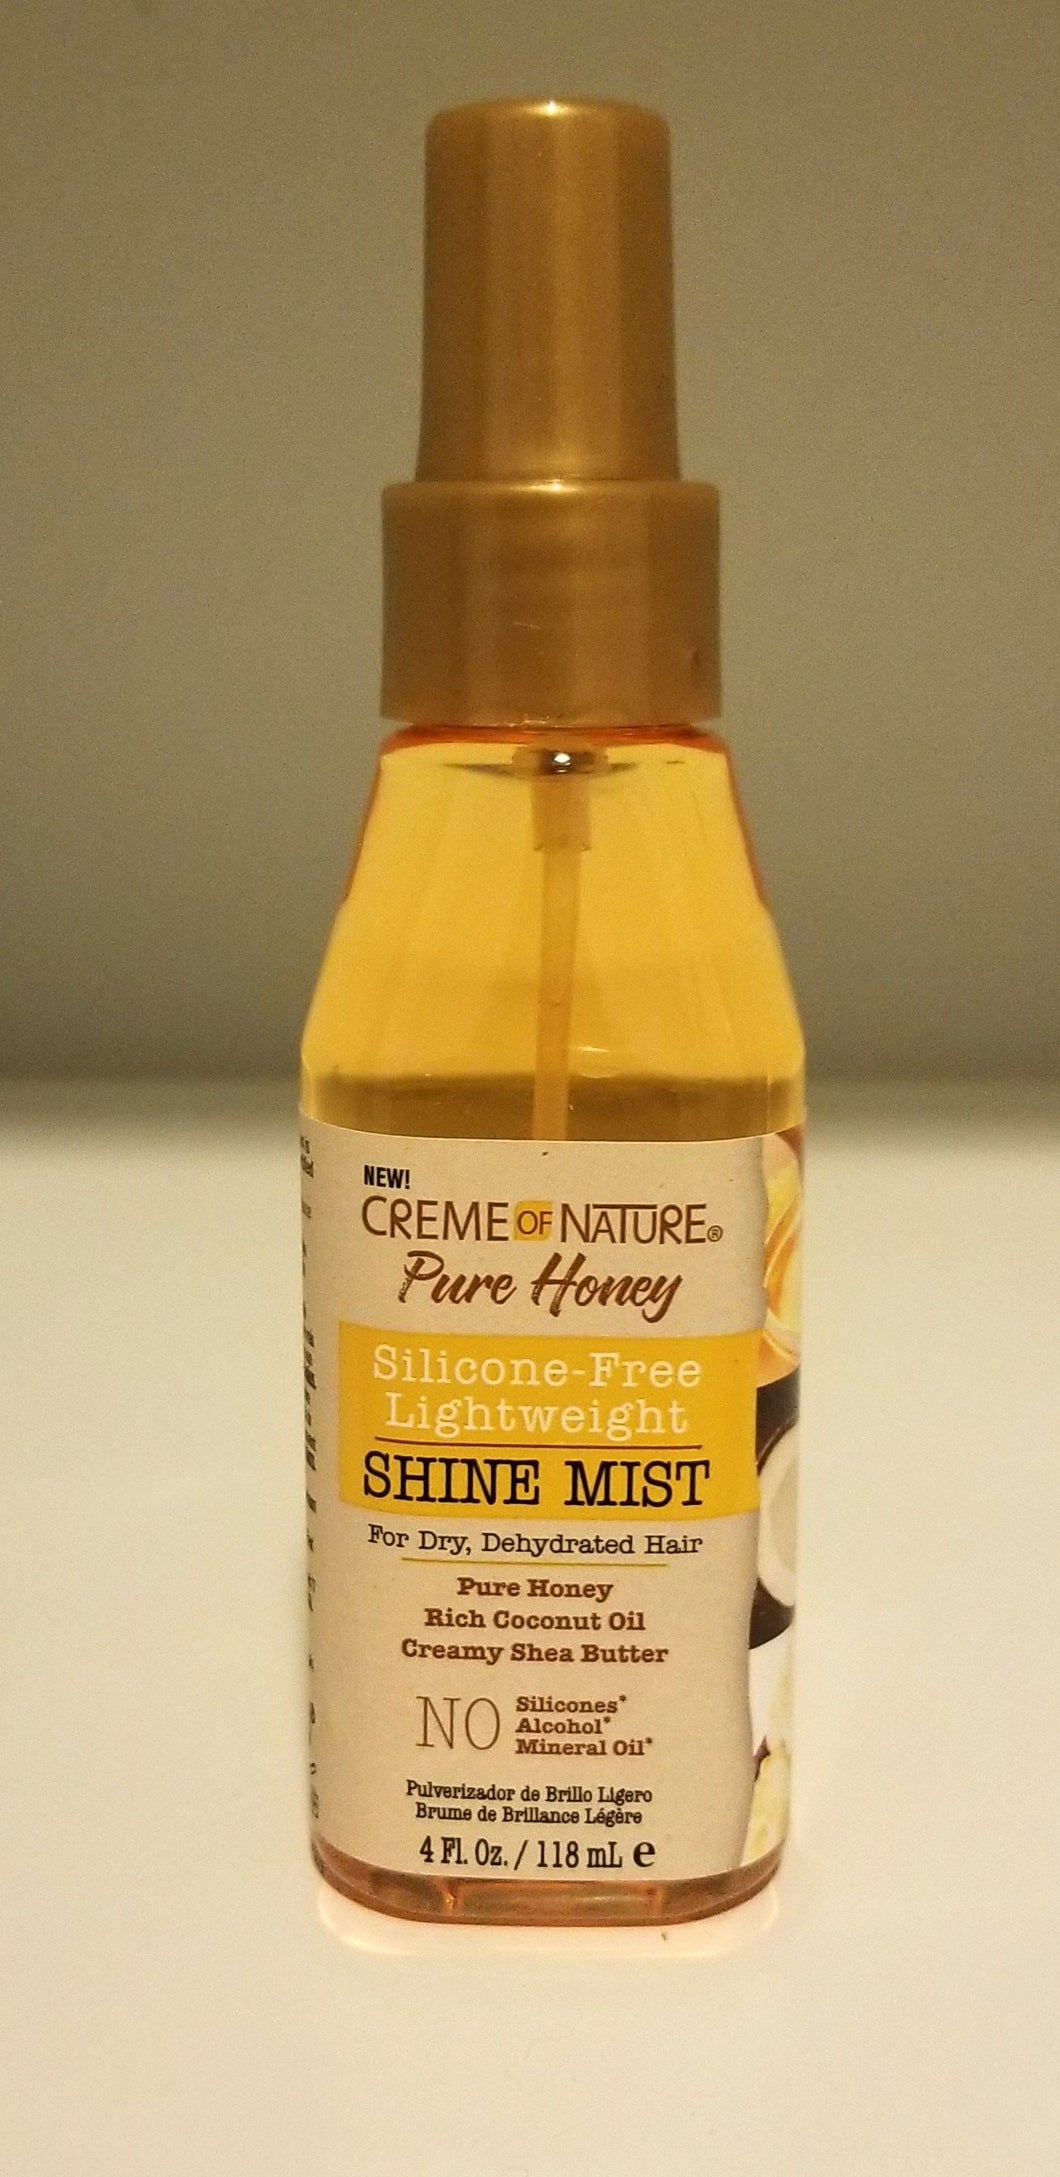 NEW!
CREME OF NATURE®
Pure Honey
Silicone-Free
Lightweight
SHINE MIST
For Dry, Dehydrated Hair
Pure Honey
Rich Coconut Oil
Creamy Shea Butter
NO Silicones*
Alcohol*
Mineral Oil*
Pulverizador de Brillo Ligero
Brume de Brillance Légère
4 Fl. Oz. / 118 mL e